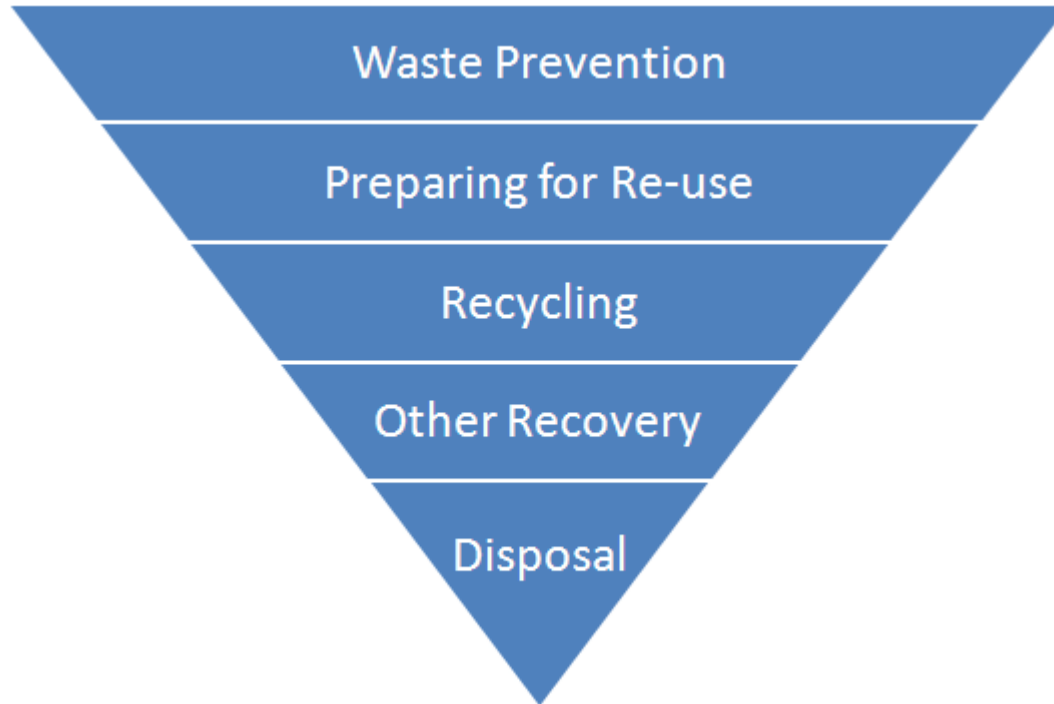 Waste Prevention
Preparing for Re-use
Recycling
Other Recovery
Disposal